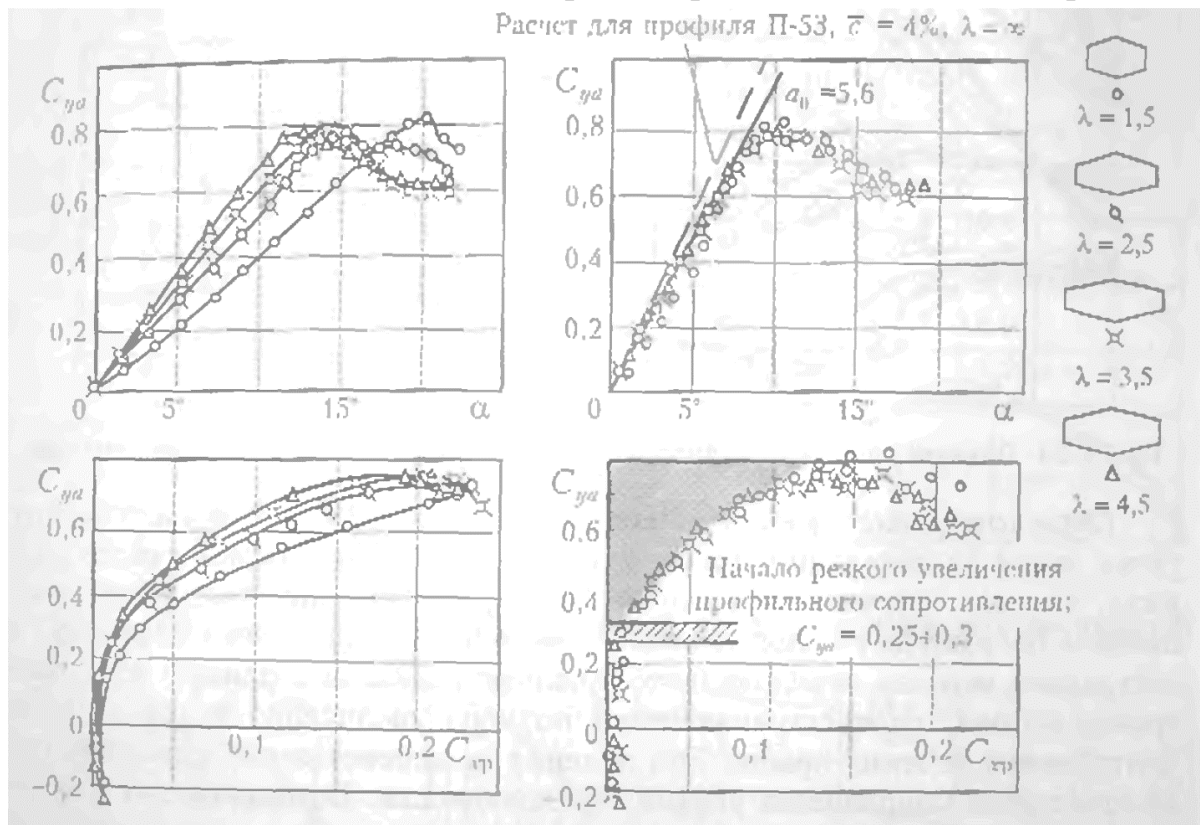 Расчет для профиля П-53, c̅ = 4%, λ = ∞
C_ya
0,8
0,6
0,4
0,2
0
5°
15°
α
C_ya
a₀ =5,6
0,8
0,6
0,4
0,2
0
5°
15°
α
λ = 1,5
λ = 2,5
λ = 3,5
λ = 4,5
C_ya
0,6
0,4
0,2
0
-0,2
0,1
0,2
C_xp
C_ya
0,6
0,4
0,2
0
-0,2
Начало резкого увеличения
профильного сопротивления;
C_ya = 0,25÷0,3
0,1
0,2
C_xp